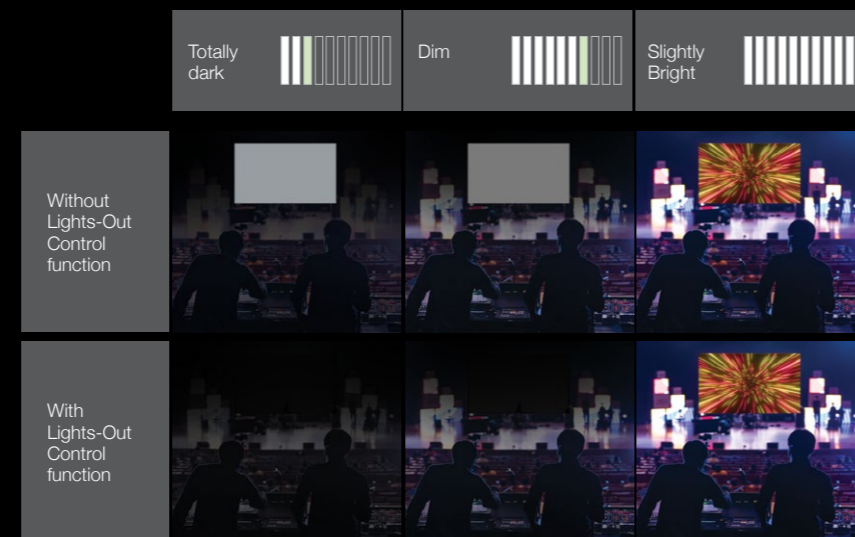 Totally
dark
Dim
Slightly
Bright
Without
Lights-Out
Control
function
With
Lights-Out
Control
function